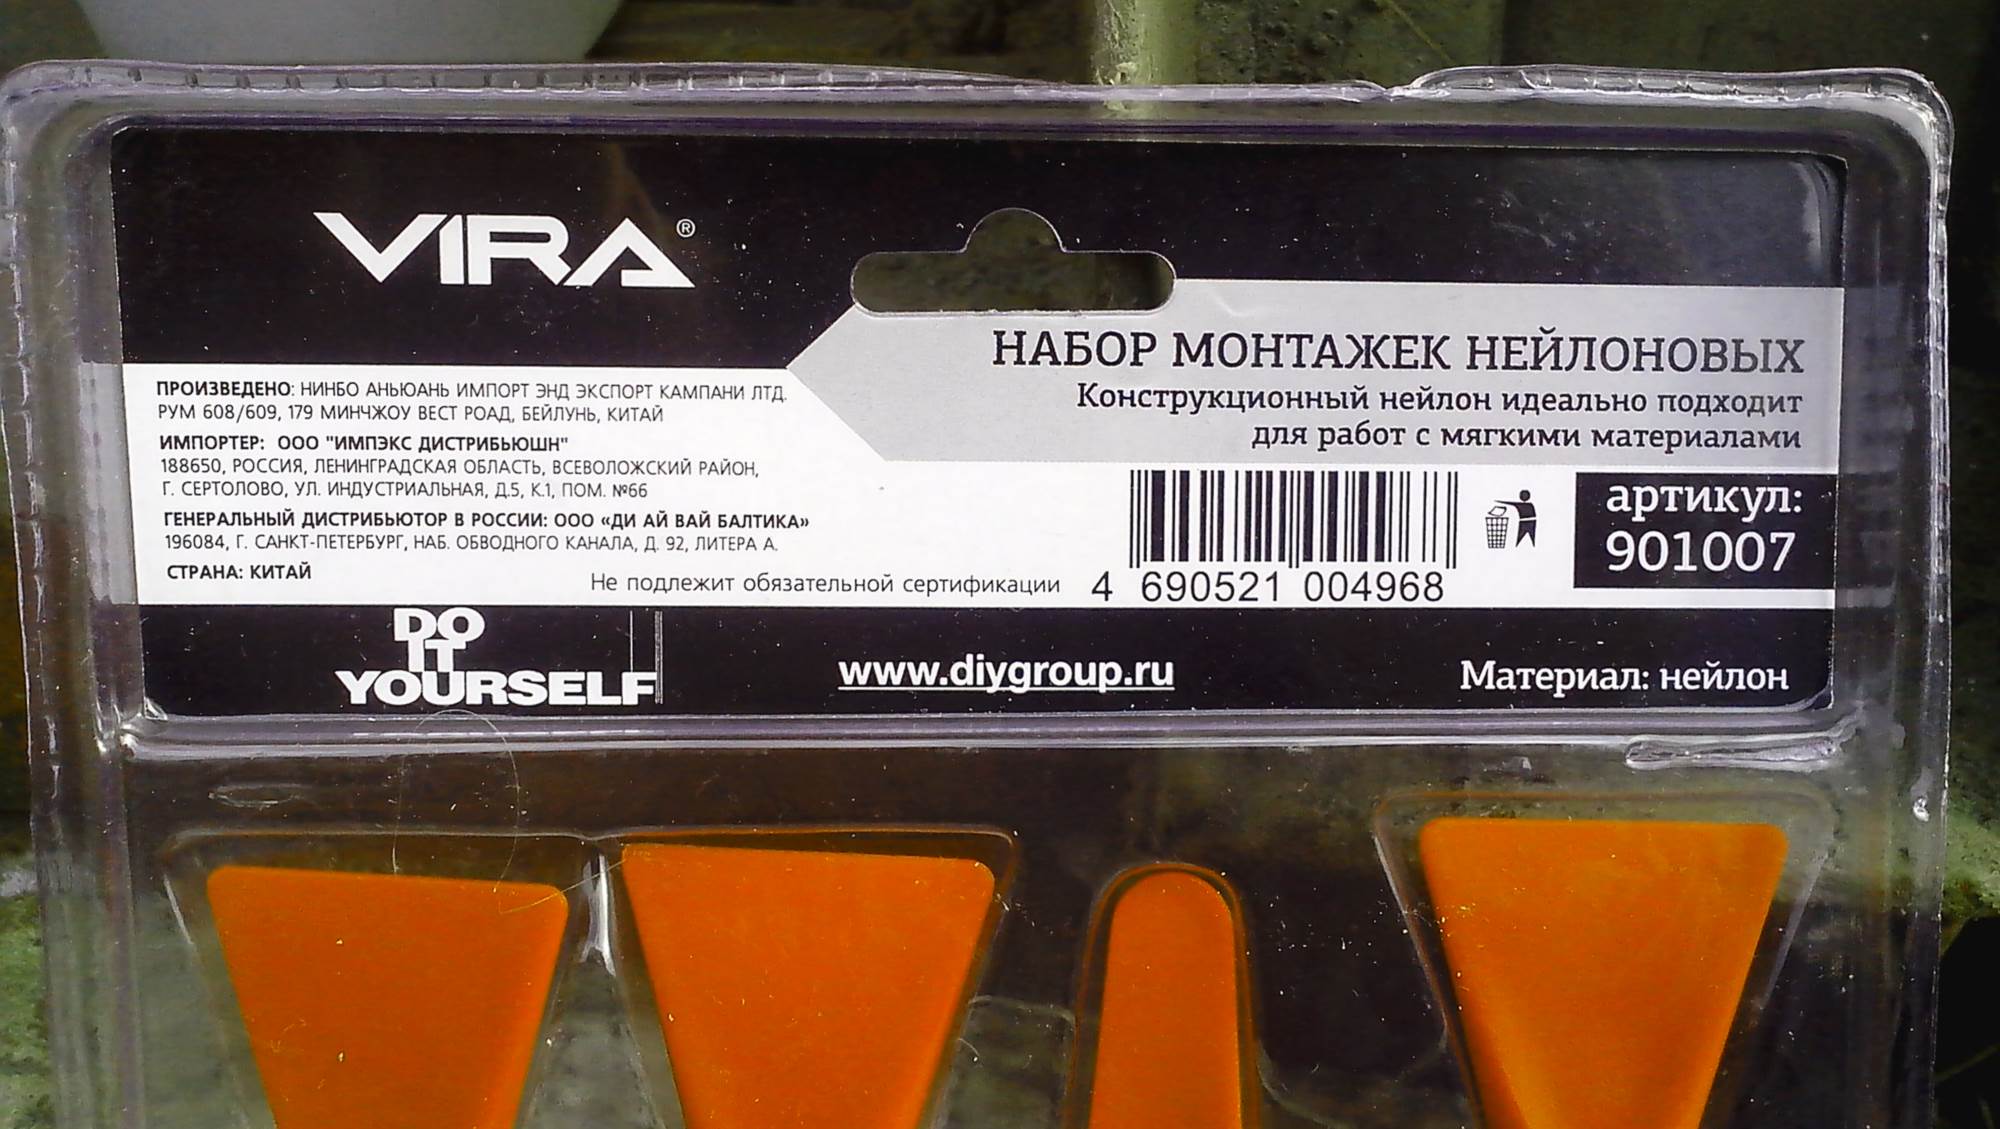 VIRA®
НАБОР МОНТАЖЕК НЕЙЛОНОВЫХ
Конструкционный нейлон идеально подходит
для работ с мягкими материалами
ПРОИЗВЕДЕНО: НИНБО АНЬЮАНЬ ИМПОРТ ЭНД ЭКСПОРТ КАМПАНИ ЛТД.
РУМ 608/609, 179 МИНЧЖОУ ВЕСТ РОАД, БЕЙЛУНЬ, КИТАЙ
ИМПОРТЕР: ООО "ИМПЭКС ДИСТРИБЬЮШН"
188650, РОССИЯ, ЛЕНИНГРАДСКАЯ ОБЛАСТЬ, ВСЕВОЛОЖСКИЙ РАЙОН,
Г. СЕРТОЛОВО, УЛ. ИНДУСТРИАЛЬНАЯ, Д.5, К.1, ПОМ. №66
ГЕНЕРАЛЬНЫЙ ДИСТРИБЬЮТОР В РОССИИ: ООО «ДИ АЙ ВАЙ БАЛТИКА»
196084, Г. САНКТ-ПЕТЕРБУРГ, НАБ. ОБВОДНОГО КАНАЛА, Д. 92, ЛИТЕРА А.
СТРАНА: КИТАЙ
Не подлежит обязательной сертификации
4 690521 004968
артикул:
901007
DO
IT
YOURSELF
www.diygroup.ru
Материал: нейлон